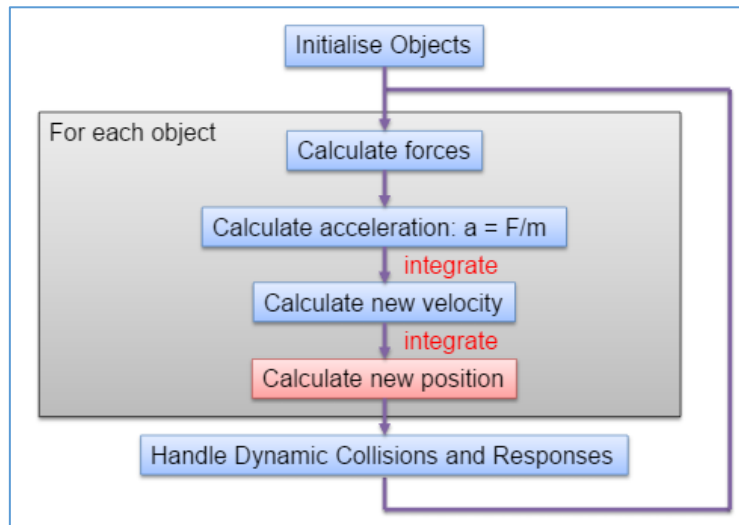 Initialise Objects
For each object
Calculate forces
Calculate acceleration: a = F/m
integrate
Calculate new velocity
integrate
Calculate new position
Handle Dynamic Collisions and Responses